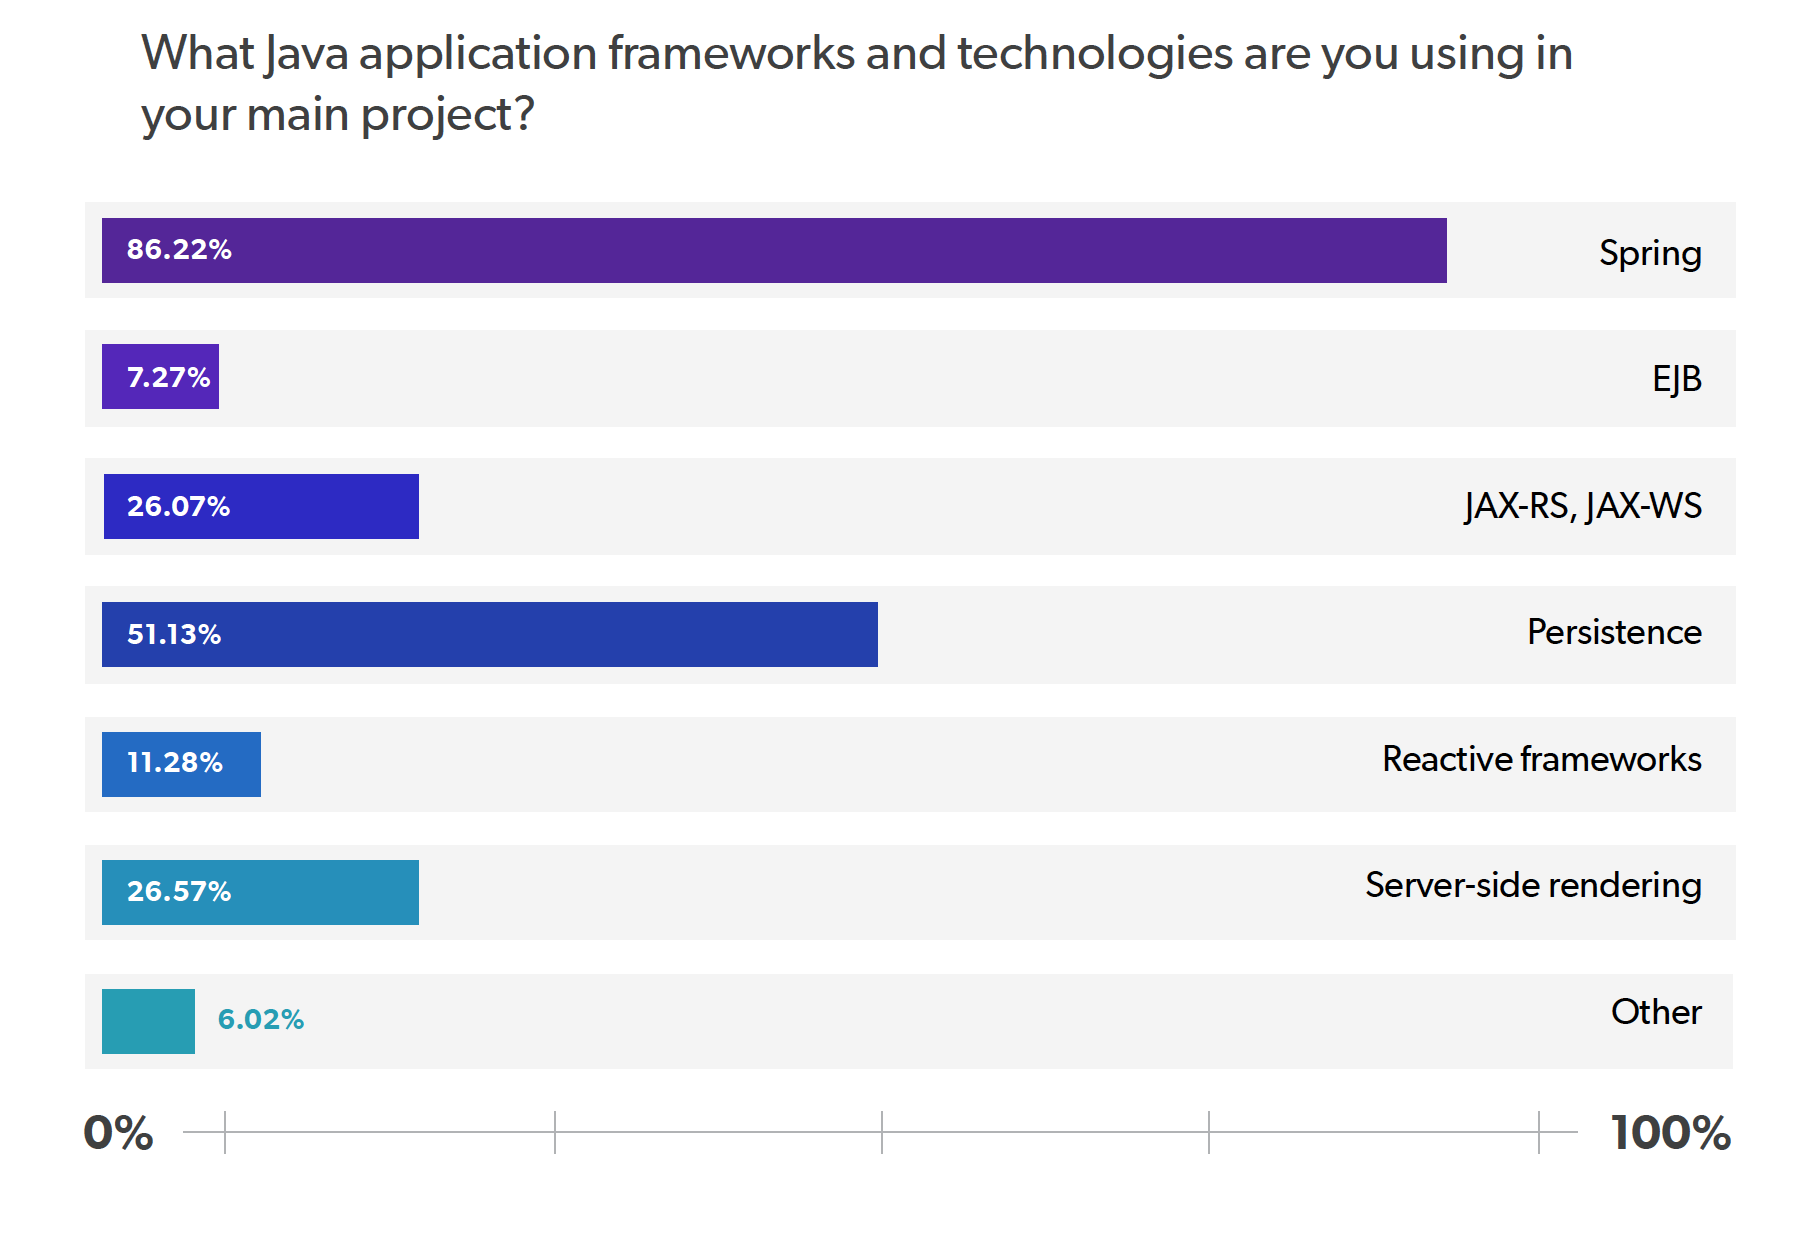 What Java application frameworks and technologies are you using in
your main project?
86.22% Spring
7.27% EJB
26.07% JAX-RS, JAX-WS
51.13% Persistence
11.28% Reactive frameworks
26.57% Server-side rendering
6.02% Other
0% 100%